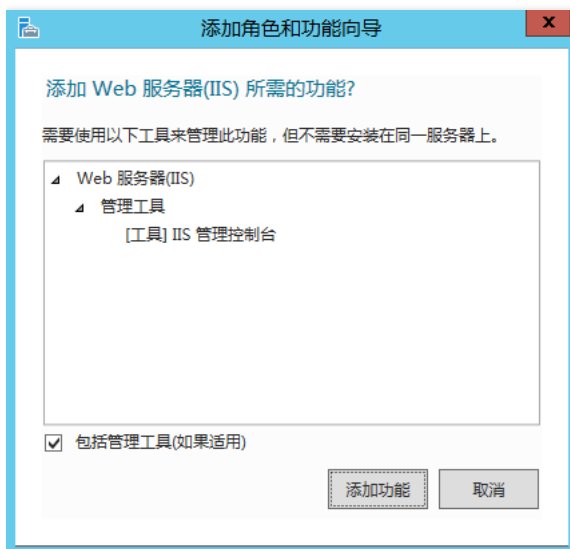 添加角色和功能向导
添加 Web 服务器(IIS) 所需的功能?
需要使用以下工具来管理此功能，但不需要安装在同一服务器上。
Web 服务器(IIS)
管理工具
[工具] IIS 管理控制台
包括管理工具(如果适用)
添加功能
取消